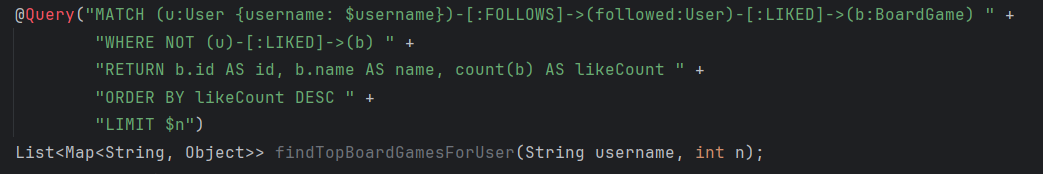 @Query("MATCH (u:User {username: $username})-[:FOLLOWS]->(followed:User)-[:LIKED]->(b:BoardGame) " +
"WHERE NOT (u)-[:LIKED]->(b) " +
"RETURN b.id AS id, b.name AS name, count(b) AS likeCount " +
"ORDER BY likeCount DESC " +
"LIMIT $n")
List<Map<String, Object>> findTopBoardGamesForUser(String username, int n);